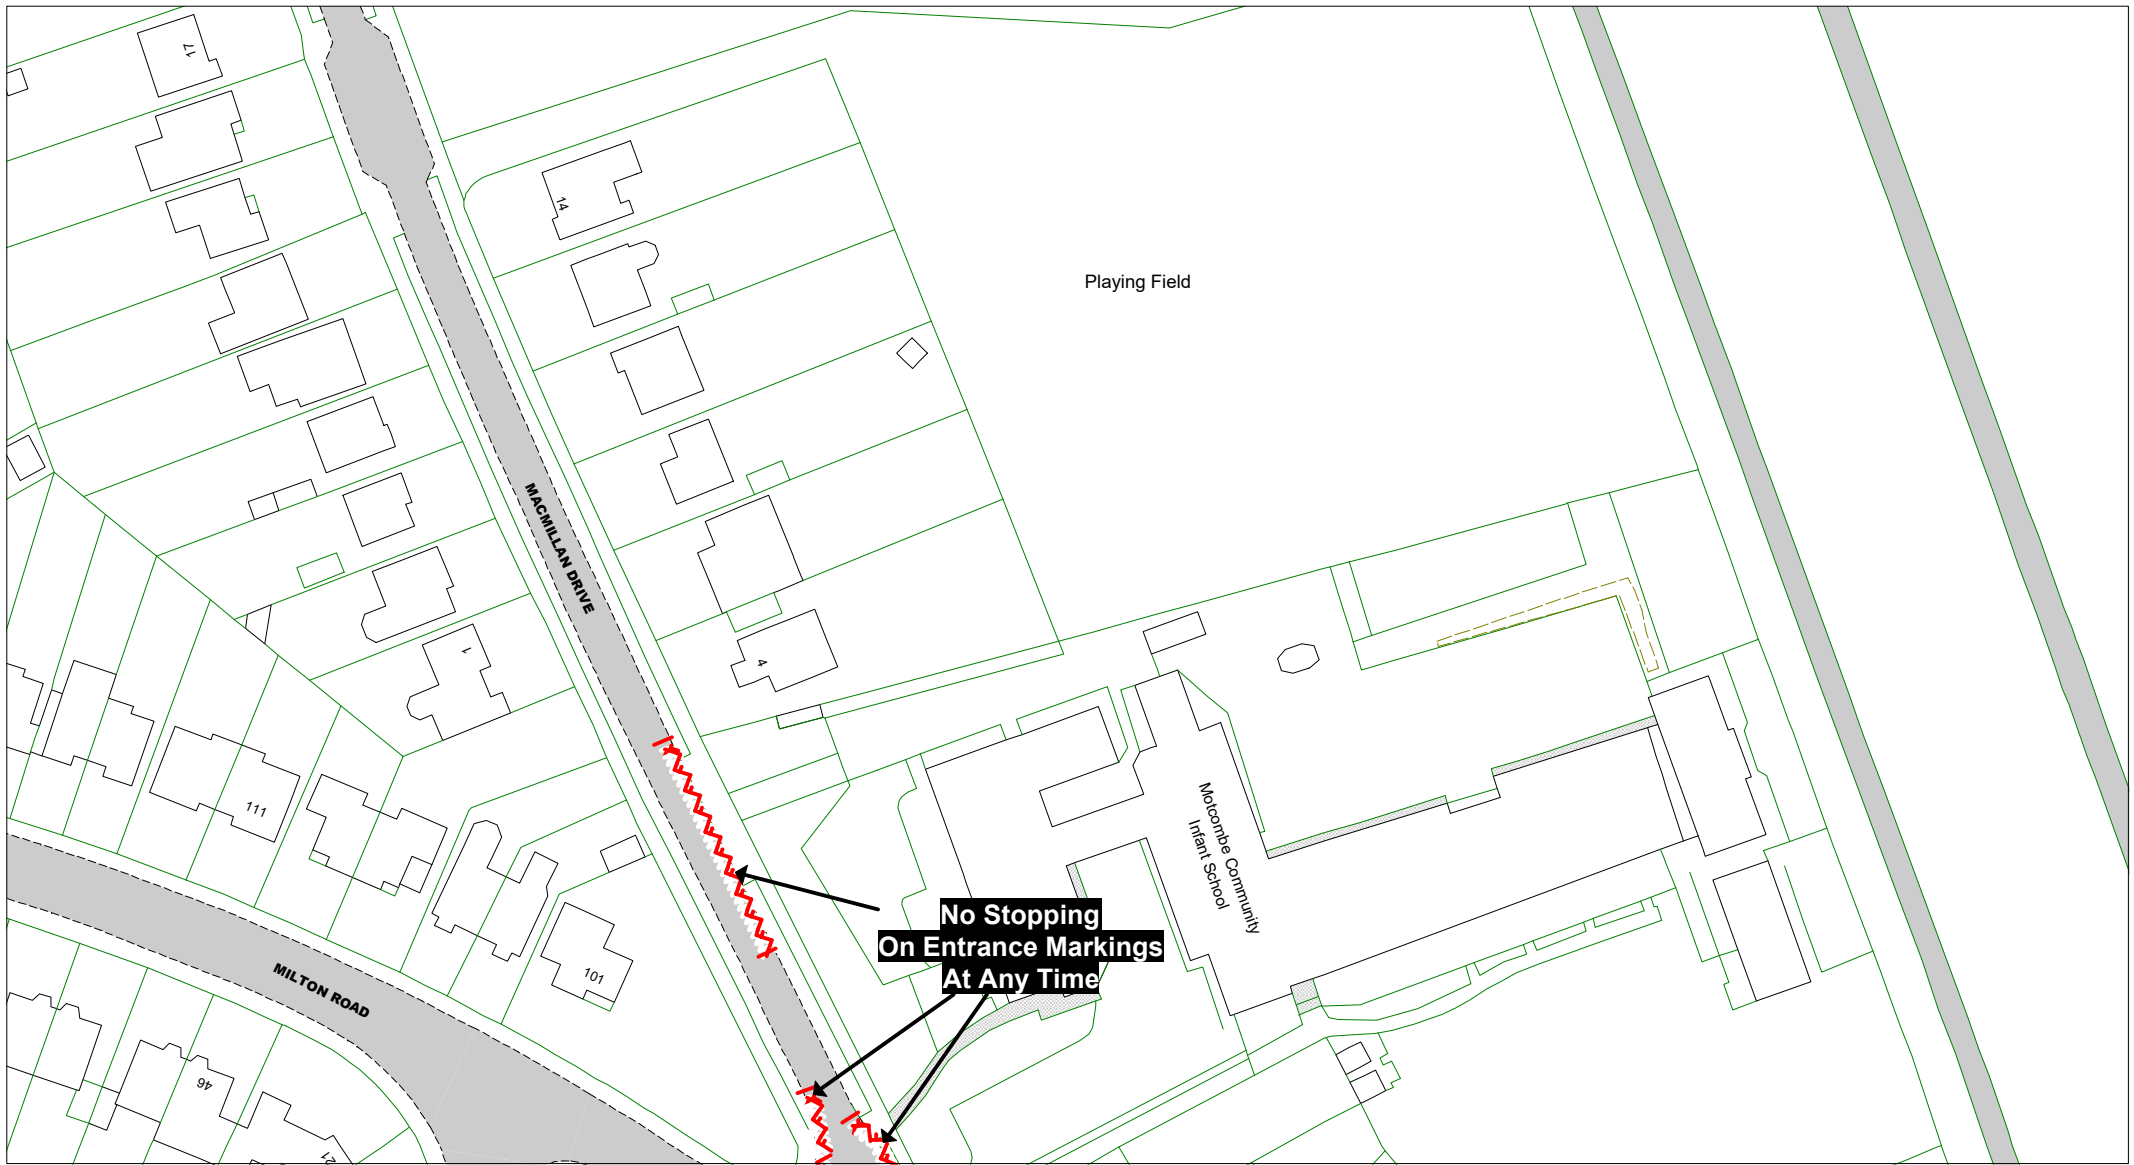 17
14
Playing Field
MACMILLAN DRIVE
1
4
111
Motcombe Community
Infant School
No Stopping
On Entrance Markings
At Any Time
101
MILTON ROAD
46
21